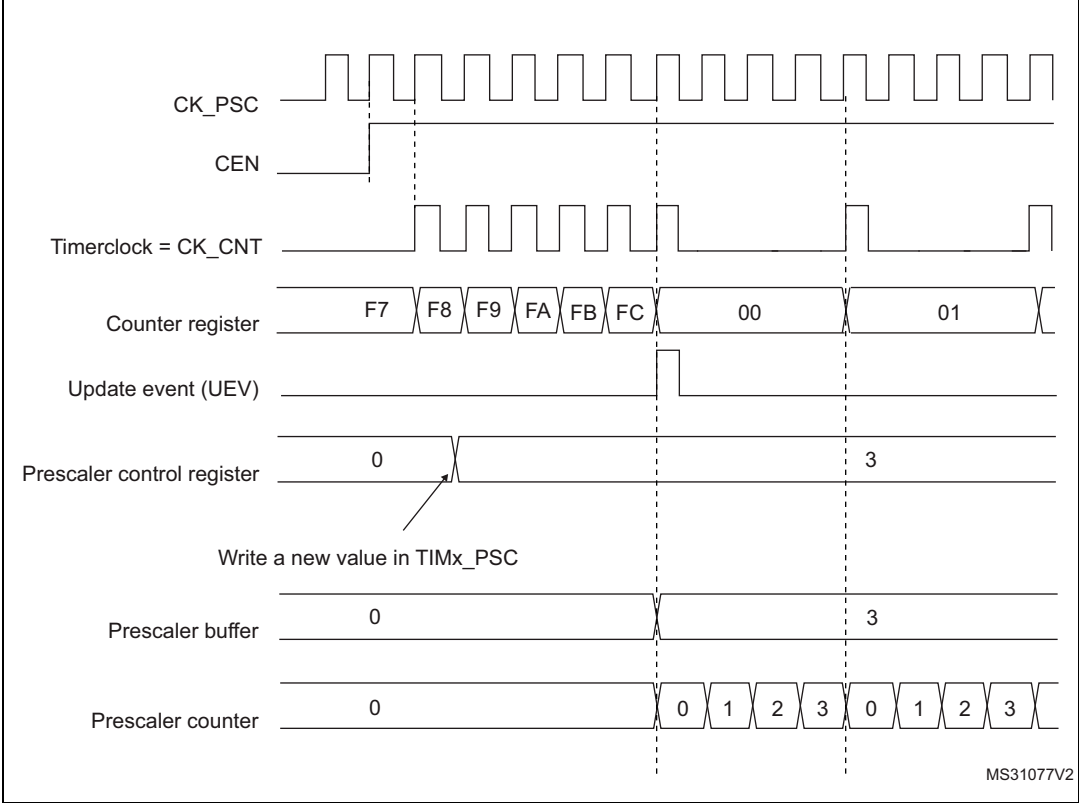 CK_PSC
CEN
Timerclock = CK_CNT
Counter register F7 F8 F9 FA FB FC 00 01
Update event (UEV)
Prescaler control register 0 3
Write a new value in TIMx_PSC
Prescaler buffer 0 3
Prescaler counter 0 0 1 2 3 0 1 2 3
MS31077V2